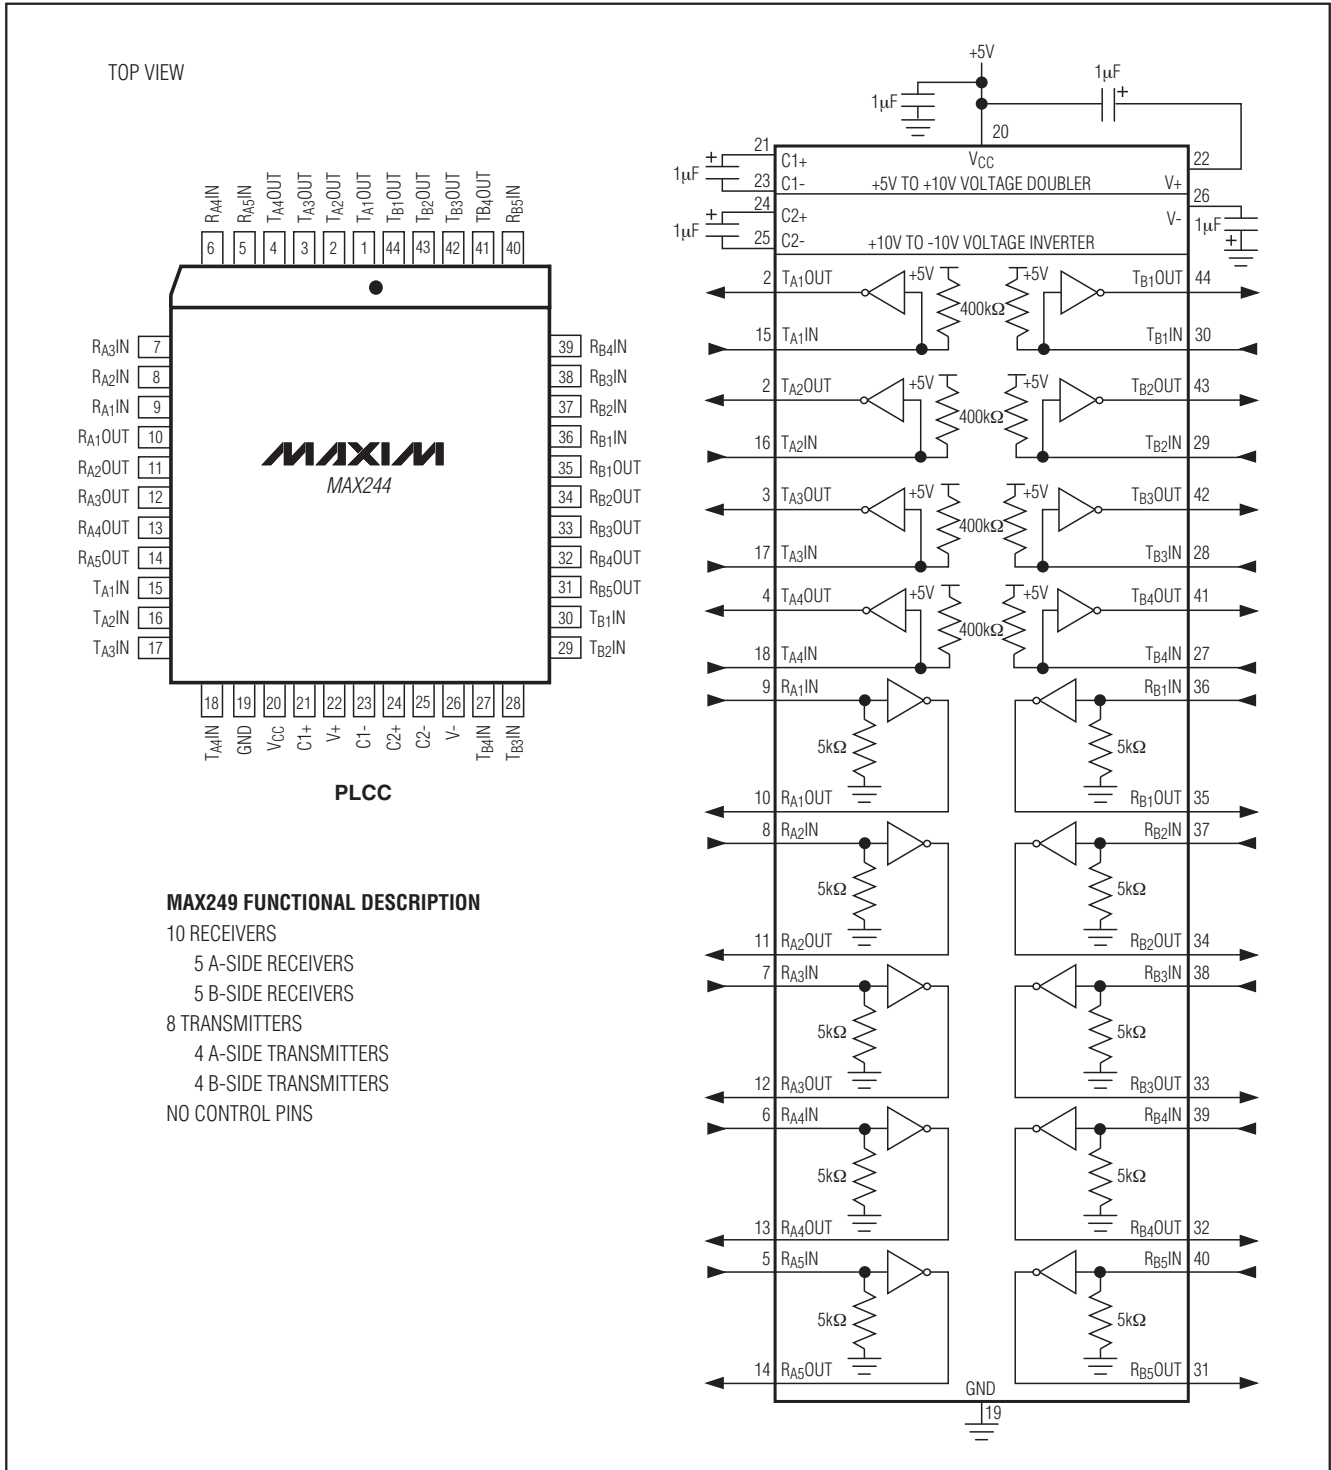 TOP VIEW
RA4IN
RA5IN
TA4OUT
TA3OUT
TA2OUT
TA1OUT
TB1OUT
TB2OUT
TB3OUT
TB4OUT
RB5IN
6 5 4 3 2 1 44 43 42 41 40
RA3IN 7
RA2IN 8
RA1IN 9
RA1OUT 10
RA2OUT 11
RA3OUT 12
RA4OUT 13
RA5OUT 14
TA1IN 15
TA2IN 16
TA3IN 17
39 RB4IN
38 RB3IN
37 RB2IN
36 RB1IN
35 RB1OUT
34 RB2OUT
33 RB3OUT
32 RB4OUT
31 RB5OUT
30 TB1IN
29 TB2IN
MAXIM
MAX244
18 19 20 21 22 23 24 25 26 27 28
TA4IN
GND
VCC
C1+
V+
C1-
C2+
C2-
V-
TB4IN
TB3IN
PLCC
MAX249 FUNCTIONAL DESCRIPTION
10 RECEIVERS
5 A-SIDE RECEIVERS
5 B-SIDE RECEIVERS
8 TRANSMITTERS
4 A-SIDE TRANSMITTERS
4 B-SIDE TRANSMITTERS
NO CONTROL PINS
+5V
1µF
1µF +
20
21 C1+ VCC 22
+ 1µF
23 C1- +5V TO +10V VOLTAGE DOUBLER V+
26
24 C2+ V-
+ 1µF
1µF +
25 C2- +10V TO -10V VOLTAGE INVERTER
2 TA1OUT +5V +5V TB1OUT 44
400kΩ
15 TA1IN TB1IN 30
2 TA2OUT +5V +5V TB2OUT 43
400kΩ
16 TA2IN TB2IN 29
3 TA3OUT +5V +5V TB3OUT 42
400kΩ
17 TA3IN TB3IN 28
4 TA4OUT +5V +5V TB4OUT 41
400kΩ
18 TA4IN TB4IN 27
9 RA1IN RB1IN 36
5kΩ 5kΩ
10 RA1OUT RB1OUT 35
8 RA2IN RB2IN 37
5kΩ 5kΩ
11 RA2OUT RB2OUT 34
7 RA3IN RB3IN 38
5kΩ 5kΩ
12 RA3OUT RB3OUT 33
6 RA4IN RB4IN 39
5kΩ 5kΩ
13 RA4OUT RB4OUT 32
5 RA5IN RB5IN 40
5kΩ 5kΩ
14 RA5OUT RB5OUT 31
GND
19